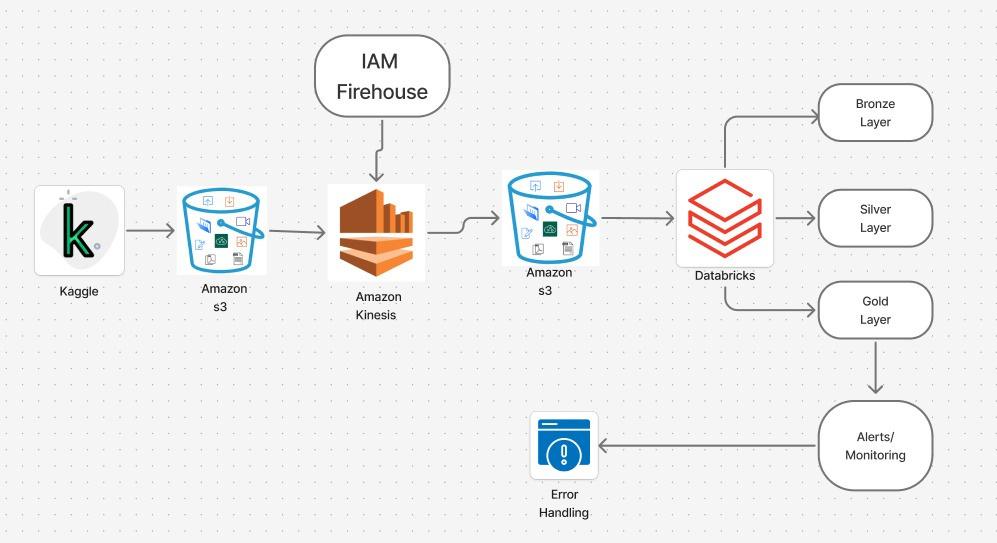 IAM
Firehouse
Bronze
Layer
k
Kaggle
Amazon
s3
Amazon
Kinesis
Amazon
s3
Databricks
Silver
Layer
Gold
Layer
Alerts/
Monitoring
Error
Handling